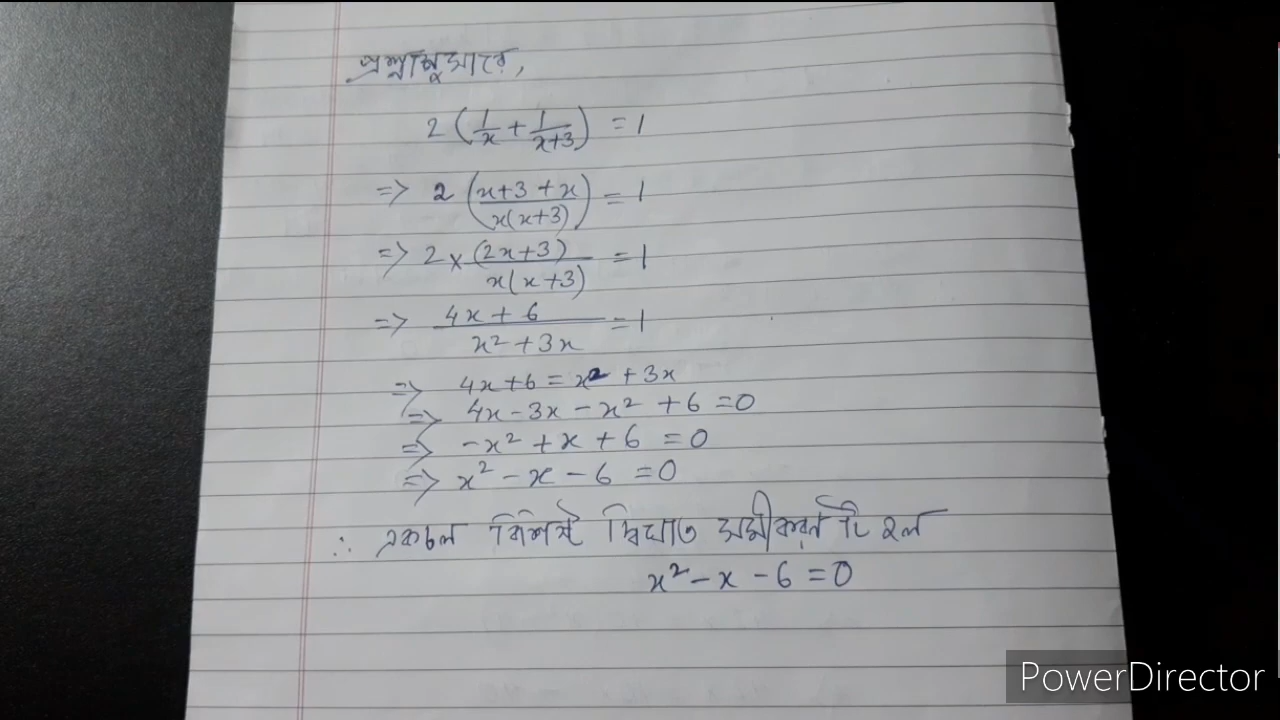 প্রশ্নানুসারে,
2 (1/x + 1/(x+3)) = 1
=> 2 ((x+3+x)/(x(x+3))) = 1
=> 2 × (2x+3)/(x(x+3)) = 1
=> (4x+6)/(x² + 3x) = 1
=> 4x+6 = x² + 3x
=> 4x - 3x - x² + 6 = 0
=> -x² + x + 6 = 0
=> x² - x - 6 = 0
∴ একচল বিশিষ্ট দ্বিঘাত সমীকরণ টি হল
x² - x - 6 = 0
PowerDirector